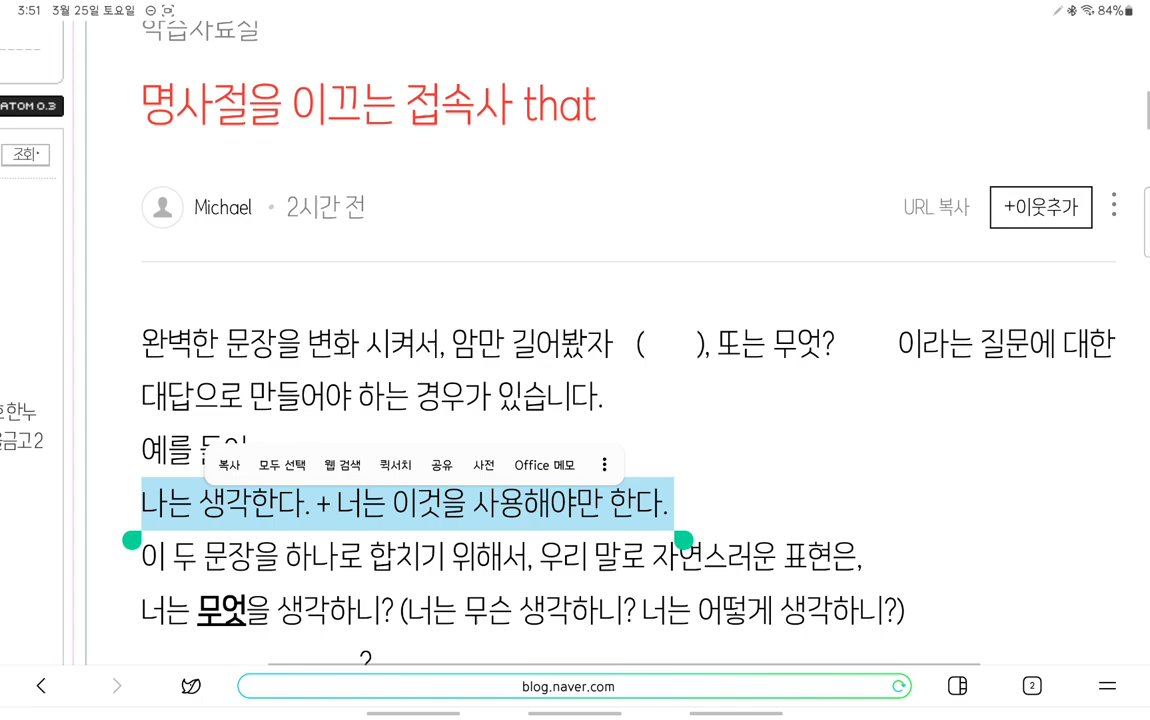 3:51 3월 25일 토요일
84%
학습자료실
ATOM 0.3
명사절을 이끄는 접속사 that
조회
Michael • 2시간 전
URL 복사
+이웃추가
완벽한 문장을 변화 시켜서, 암만 길어봤자 ( ), 또는 무엇? 이라는 질문에 대한
대답으로 만들어야 하는 경우가 있습니다.
한누
금고2
예를 들어
복사 모두 선택 웹 검색 퀵서치 공유 사전 Office 메모
나는 생각한다. + 너는 이것을 사용해야만 한다.
이 두 문장을 하나로 합치기 위해서, 우리 말로 자연스러운 표현은,
너는 무엇을 생각하니? (너는 무슨 생각하니? 너는 어떻게 생각하니?)
?
blog.naver.com
2